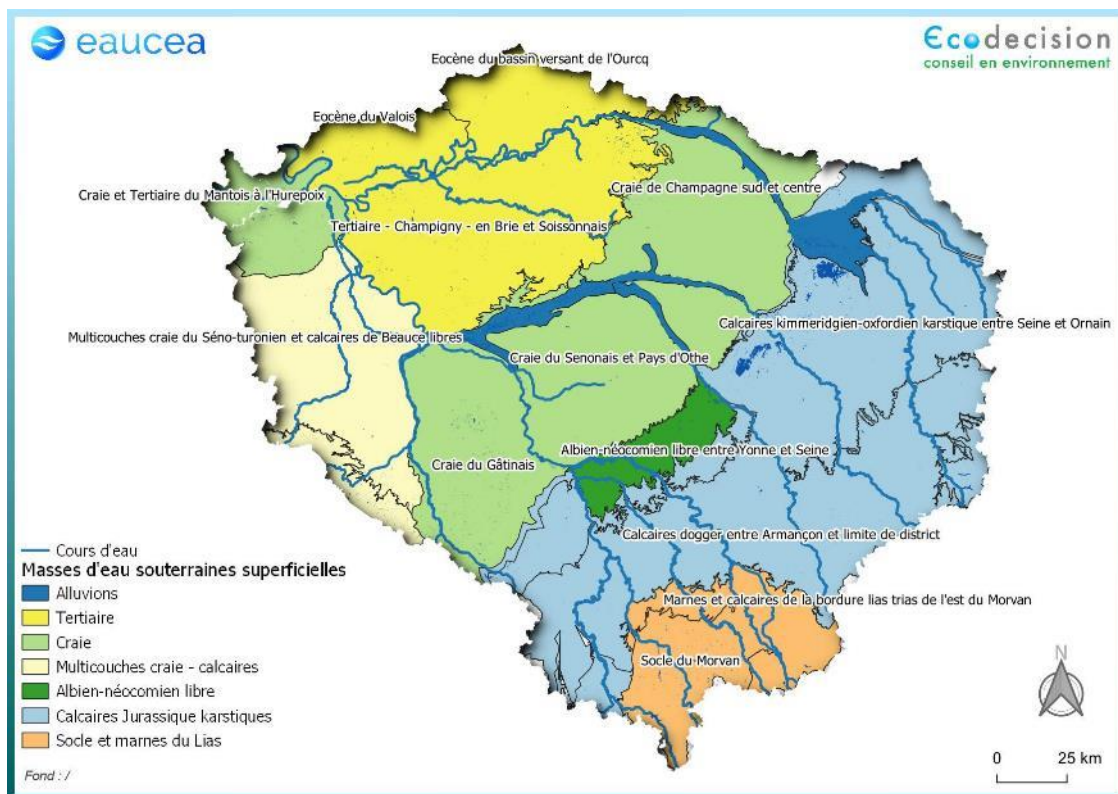 eaucea
Ecodecision
conseil en environnement
Eocène du bassin versant de l'Ourcq
Eocène du Valois
Craie et Tertiaire du Mantois à l'Hurepoix
Craie de Champagne sud et centre
Tertiaire - Champigny - en Brie et Soissonnais
Calcaires kimmeridgien-oxfordien karstique entre Seine et Ornain
Multicouches craie du Séno-turonien et calcaires de Beauce libres
Craie du Senonais et Pays d'Othe
Albien-néocomien libre entre Yonne et Seine
Craie du Gâtinais
Calcaires dogger entre Armançon et limite de district
Marnes et calcaires de la bordure lias trias de l'est du Morvan
Socle du Morvan
Cours d'eau
Masses d'eau souterraines superficielles
Alluvions
Tertiaire
Craie
Multicouches craie - calcaires
Albien-néocomien libre
Calcaires Jurassique karstiques
Socle et marnes du Lias
Fond : /
N
0 25 km